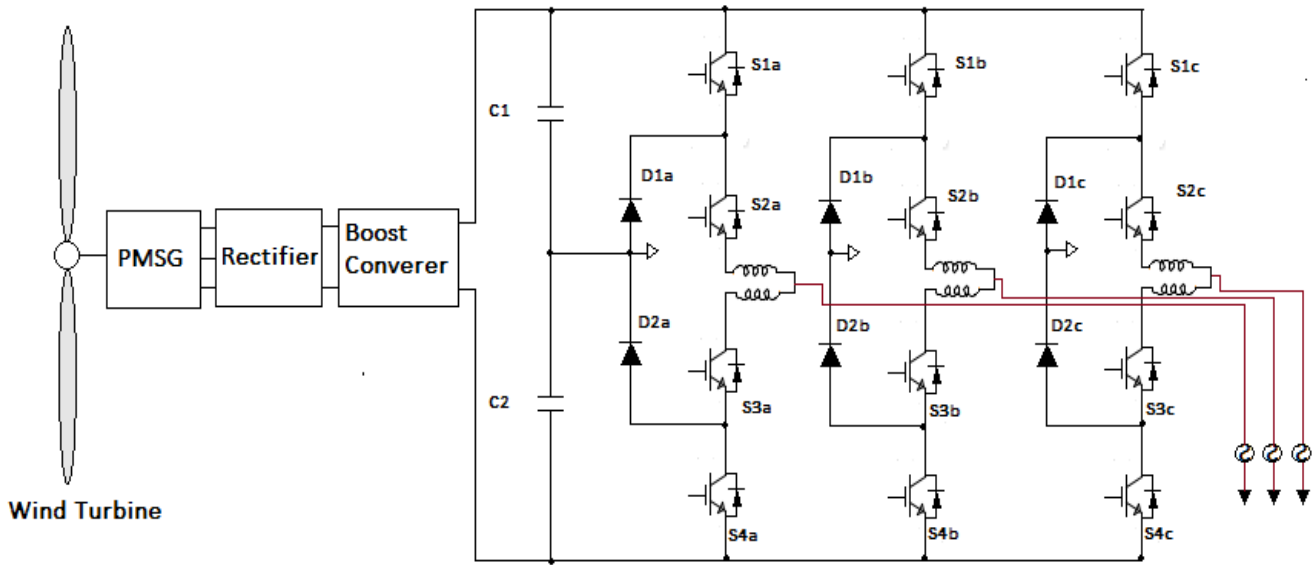 S1a
S1b
S1c
C1
D1a
D1b
D1c
S2a
S2b
S2c
PMSG
Rectifier
Boost
Converer
D2a
D2b
D2c
C2
S3a
S3b
S3c
Wind Turbine
S4a
S4b
S4c